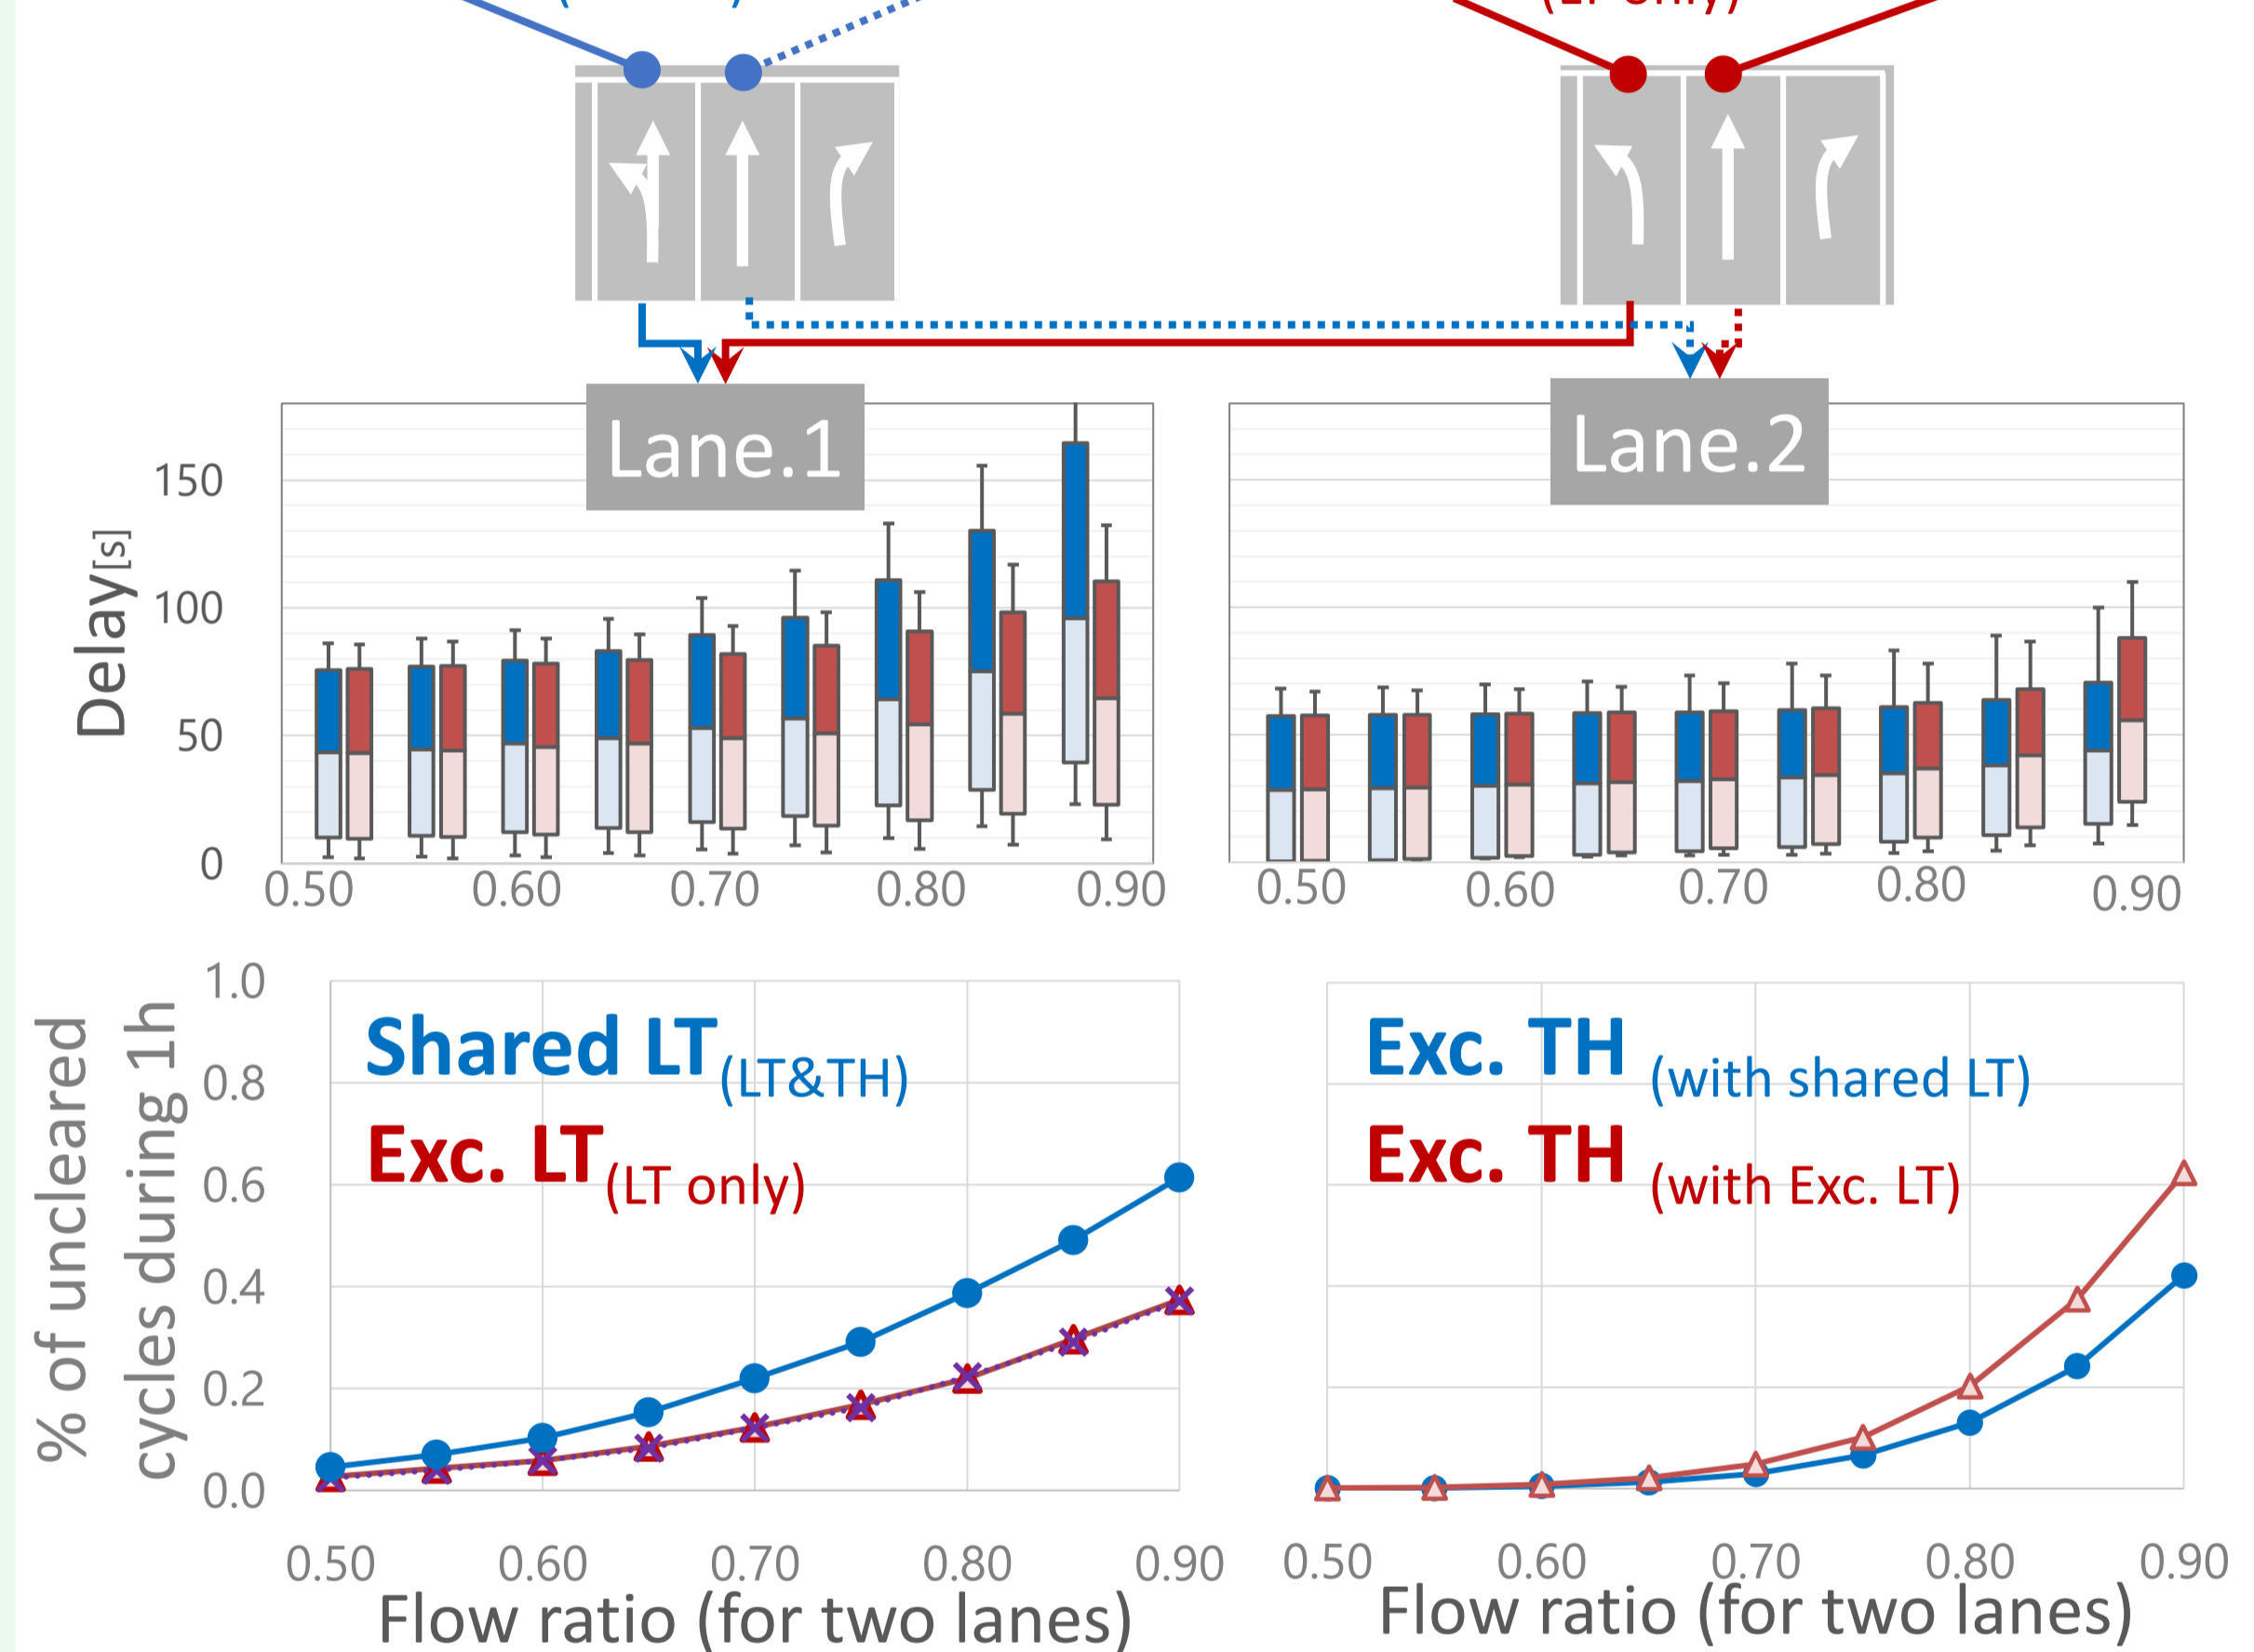 Lane.1
Lane.2
Delay[s]
150
100
50
0
0.50 0.60 0.70 0.80 0.90
0.50 0.60 0.70 0.80 0.90
% of uncleared
cycles during 1h
1.0
0.8
0.6
0.4
0.2
0.0
Shared LT (LT&TH)
Exc. LT (LT only)
Exc. TH (with shared LT)
Exc. TH (with Exc. LT)
0.50 0.60 0.70 0.80 0.90
0.50 0.60 0.70 0.80 0.90
Flow ratio (for two lanes)
Flow ratio (for two lanes)